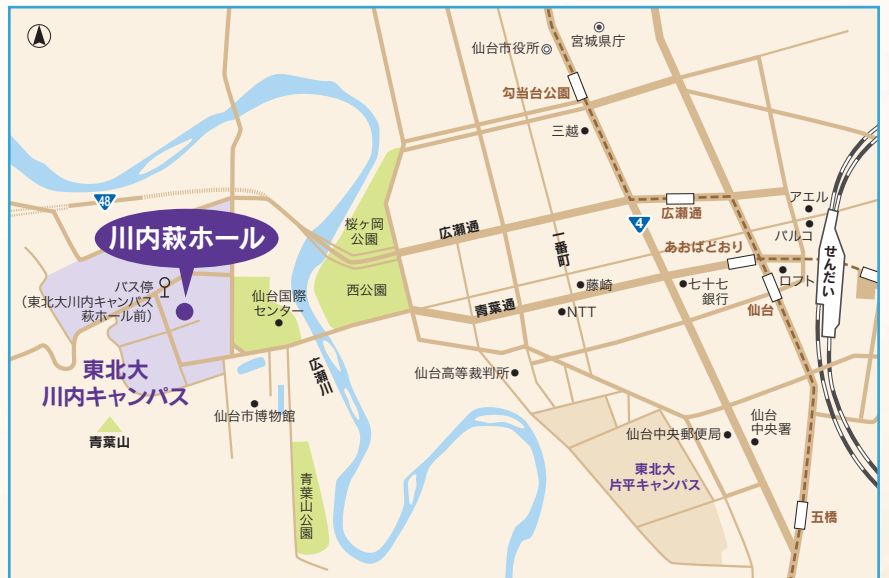 宮城県庁
仙台市役所
勾当台公園
三越
48
アエル
桜ヶ岡
公園
広瀬通
広瀬通
4
パルコ
川内萩ホール
一番町
あおばどおり
せんだい
バス停
(東北大川内キャンパス
萩ホール前)
仙台国際
センター
西公園
青葉通
藤崎
NTT
七十七
銀行
ロフト
仙台
東北大
川内キャンパス
広瀬川
仙台高等裁判所
仙台市博物館
青葉山
仙台中央郵便局
仙台
中央署
東北大
片平キャンパス
青葉山公園
五橋